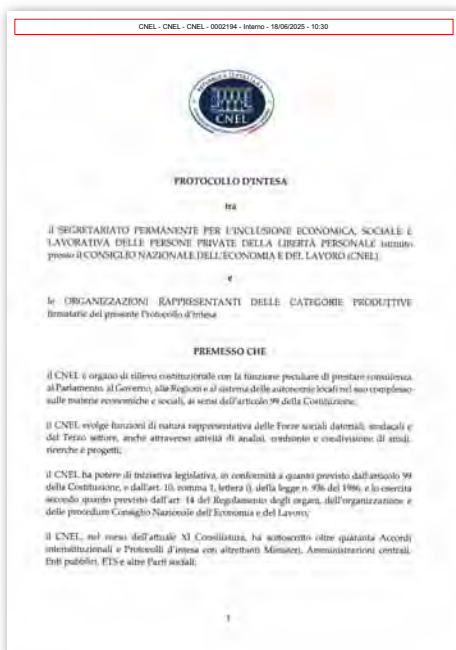 CNEL - CNEL - CNEL - 0002194 - Interno - 18/06/2025 - 10:30
REPUBBLICA ITALIANA
CNEL
PROTOCOLLO D'INTESA
tra
il SEGRETARIATO PERMANENTE PER L'INCLUSIONE ECONOMICA, SOCIALE E
LAVORATIVA DELLE PERSONE PRIVATE DELLA LIBERTÀ PERSONALE istituito
presso il CONSIGLIO NAZIONALE DELL'ECONOMIA E DEL LAVORO (CNEL)
e
le ORGANIZZAZIONI RAPPRESENTANTI DELLE CATEGORIE PRODUTTIVE
firmatarie del presente Protocollo d'intesa
PREMESSO CHE
il CNEL è organo di rilievo costituzionale con la funzione peculiare di prestare consulenza
al Parlamento, al Governo, alle Regioni e al sistema delle autonomie locali nel suo complesso
sulle materie economiche e sociali, ai sensi dell'articolo 99 della Costituzione;
il CNEL svolge funzioni di natura rappresentativa delle Forze sociali datoriali, sindacali e
del Terzo settore, anche attraverso attività di analisi, confronto e condivisione di studi,
ricerche e progetti;
il CNEL ha potere di iniziativa legislativa, in conformità a quanto previsto dall'articolo 99
della Costituzione, e dall'art. 10, comma 1, lettera i), della legge n. 936 del 1986, e lo esercita
secondo quanto previsto dall'art. 14 del Regolamento degli organi, dell'organizzazione e
delle procedure Consiglio Nazionale dell'Economia e del Lavoro;
il CNEL, nel corso dell'attuale XI Consiliatura, ha sottoscritto oltre quaranta Accordi
interistituzionali e Protocolli d'intesa con altrettanti Ministeri, Amministrazioni centrali,
Enti pubblici, ETS e altre Parti sociali;
1